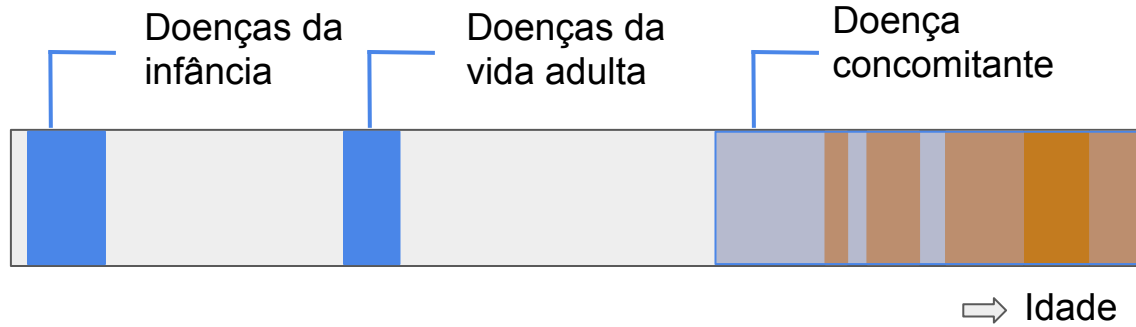 Doenças da
infância
Doenças da
vida adulta
Doença
concomitante
Idade